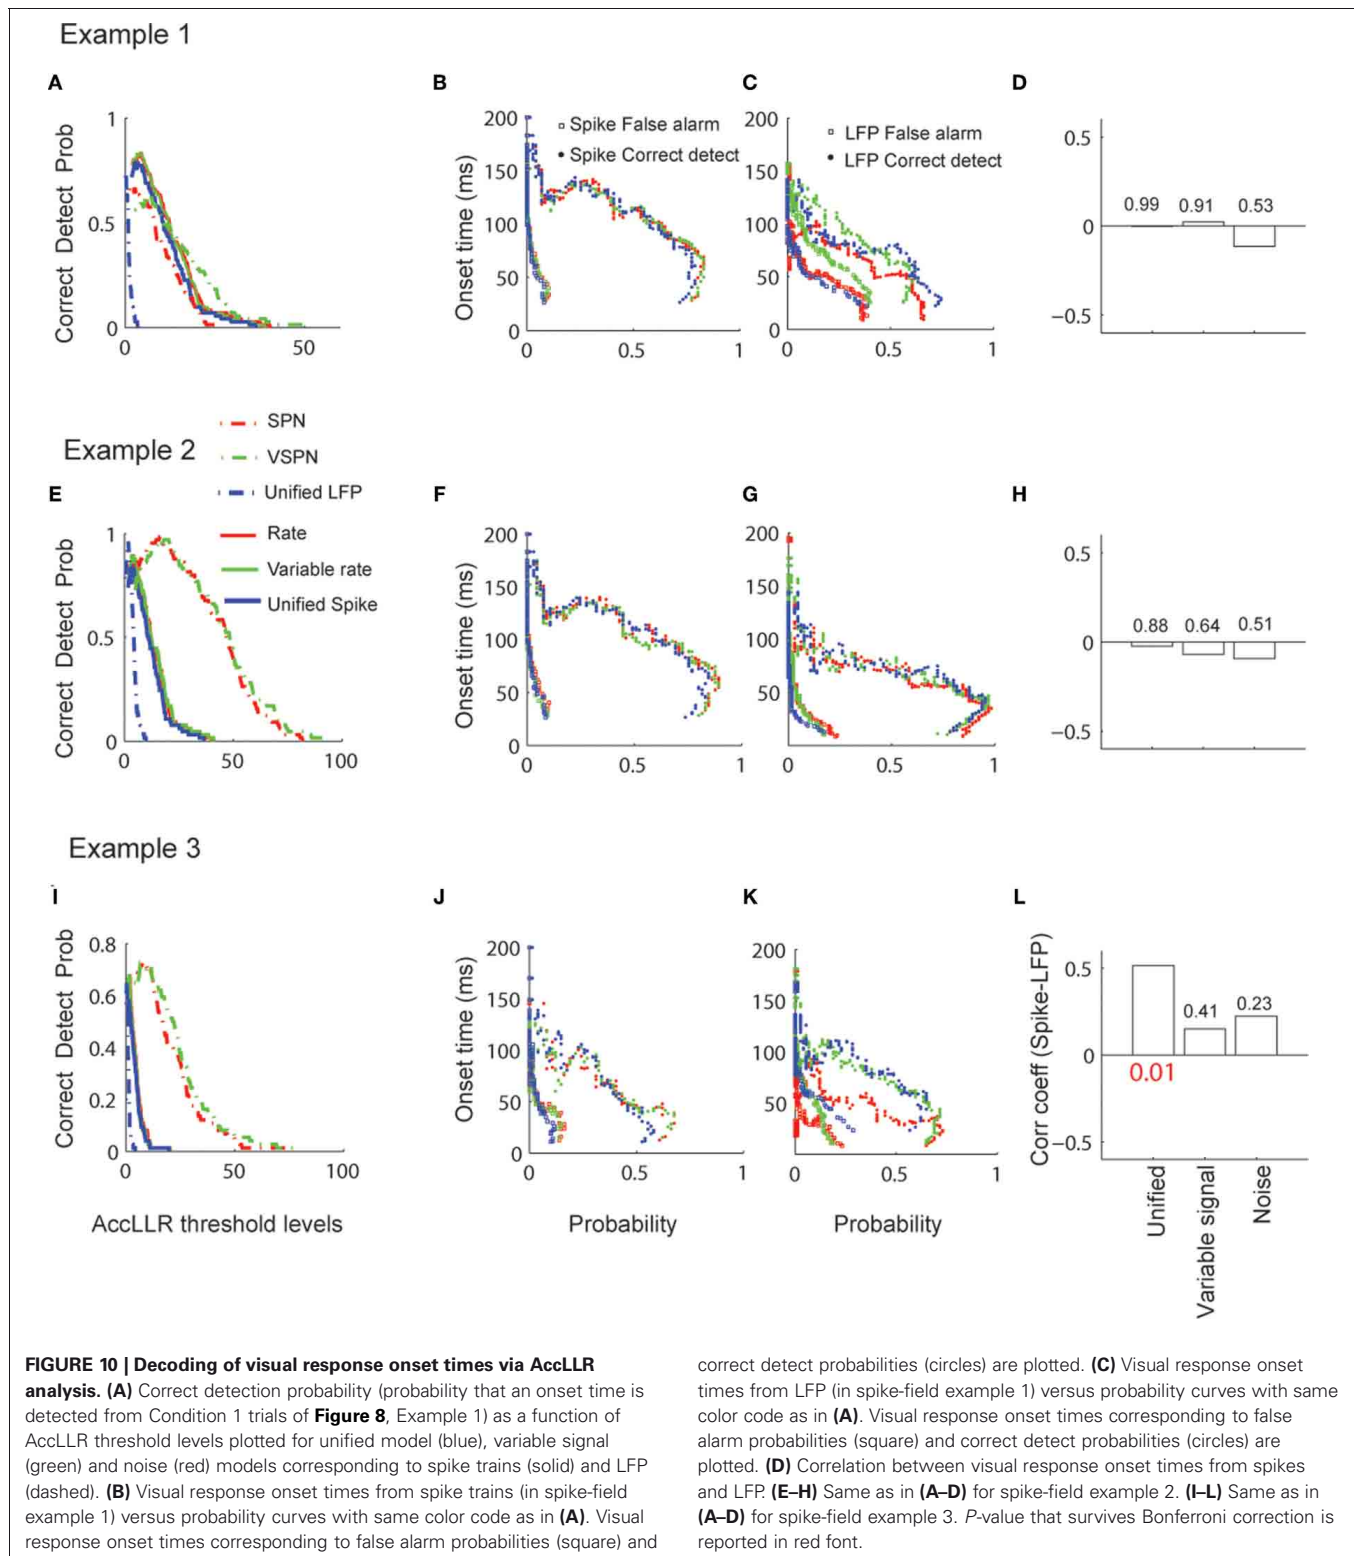 Example 1
A
B
C
D
Correct Detect Prob
1
0.5
0
0
50
Onset time (ms)
200
150
100
50
0
0
0.5
1
Spike False alarm
Spike Correct detect
200
150
100
50
0
0
0.5
1
LFP False alarm
LFP Correct detect
0.5
0
−0.5
0.99
0.91
0.53
Example 2
SPN
VSPN
Unified LFP
Rate
Variable rate
Unified Spike
E
F
G
H
Correct Detect Prob
1
0.5
0
0
50
100
Onset time (ms)
200
150
100
50
0
0
0.5
1
200
150
100
50
0
0
0.5
1
0.5
0
−0.5
0.88
0.64
0.51
Example 3
I
J
K
L
Correct Detect Prob
0.8
0.6
0.4
0.2
0
0
50
100
AccLLR threshold levels
Onset time (ms)
200
150
100
50
0
0
0.5
1
Probability
200
150
100
50
0
0
0.5
1
Probability
Corr coeff (Spike-LFP)
0.5
0
−0.5
0.01
0.41
0.23
Unified
Variable signal
Noise
FIGURE 10 | Decoding of visual response onset times via AccLLR
analysis. (A) Correct detection probability (probability that an onset time is
detected from Condition 1 trials of Figure 8, Example 1) as a function of
AccLLR threshold levels plotted for unified model (blue), variable signal
(green) and noise (red) models corresponding to spike trains (solid) and LFP
(dashed). (B) Visual response onset times from spike trains (in spike-field
example 1) versus probability curves with same color code as in (A). Visual
response onset times corresponding to false alarm probabilities (square) and
correct detect probabilities (circles) are plotted. (C) Visual response onset
times from LFP (in spike-field example 1) versus probability curves with same
color code as in (A). Visual response onset times corresponding to false
alarm probabilities (square) and correct detect probabilities (circles) are
plotted. (D) Correlation between visual response onset times from spikes
and LFP. (E–H) Same as in (A–D) for spike-field example 2. (I–L) Same as in
(A–D) for spike-field example 3. P-value that survives Bonferroni correction is
reported in red font.